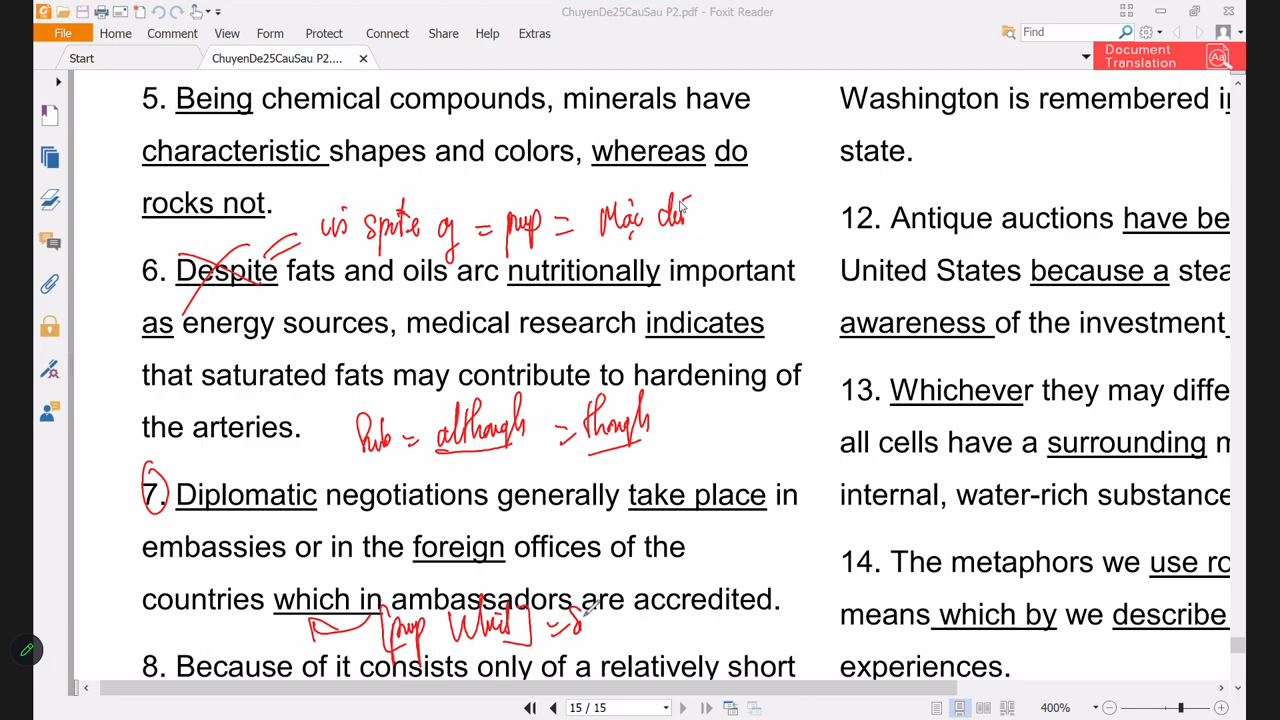 ChuyenDe25CauSau P2.pdf - Foxit Reader
File Home Comment View Form Protect Connect Share Help Extras
Find
Start
ChuyenDe25CauSau P2....
Document
Translation
5. Being chemical compounds, minerals have
characteristic shapes and colors, whereas do
rocks not.
in spite of = prep = Mặc dù
6. Despite fats and oils arc nutritionally important
as energy sources, medical research indicates
that saturated fats may contribute to hardening of
the arteries.
= although = though
7. Diplomatic negotiations generally take place in
embassies or in the foreign offices of the
countries which in ambassadors are accredited.
[prep which] = S
8. Because of it consists only of a relatively short
Washington is remembered i
state.
12. Antique auctions have be
United States because a stea
awareness of the investment
13. Whichever they may diffe
all cells have a surrounding m
internal, water-rich substance
14. The metaphors we use ro
means which by we describe
experiences.
15 / 15
400%